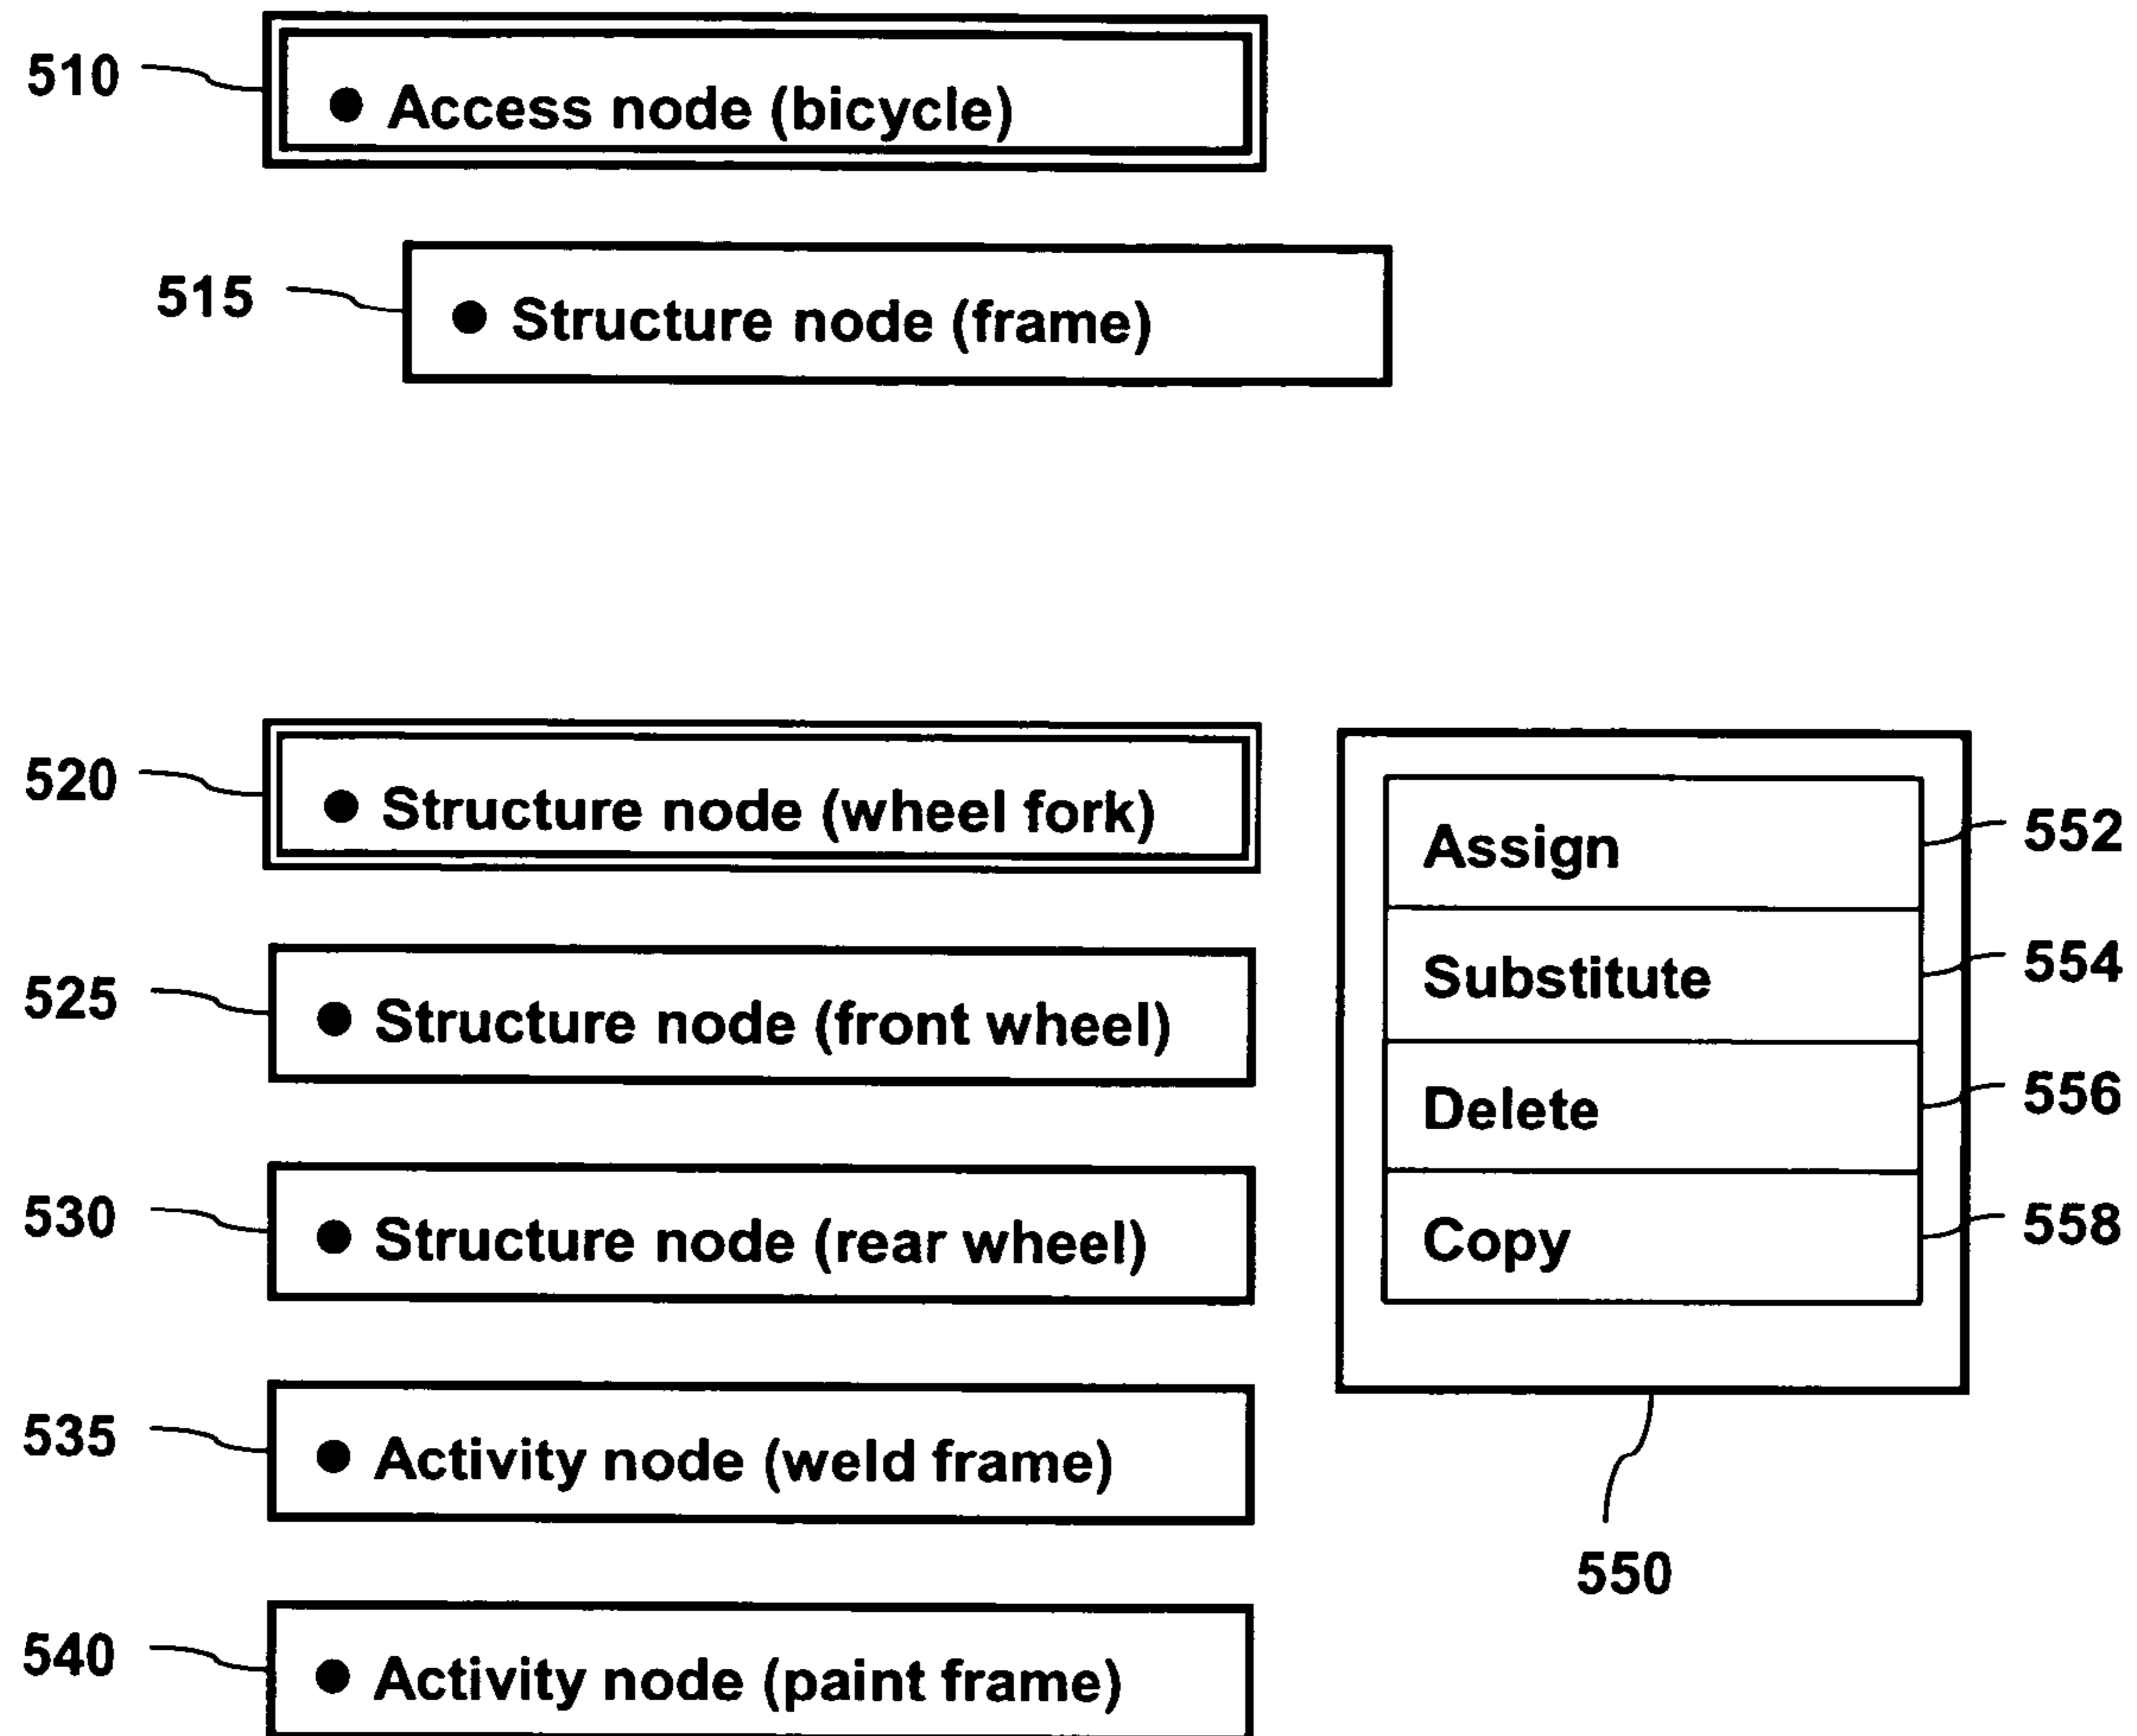 510
● Access node (bicycle)
515
● Structure node (frame)
520
● Structure node (wheel fork)
525
● Structure node (front wheel)
530
● Structure node (rear wheel)
535
● Activity node (weld frame)
540
● Activity node (paint frame)
Assign
552
Substitute
554
Delete
556
Copy
558
550